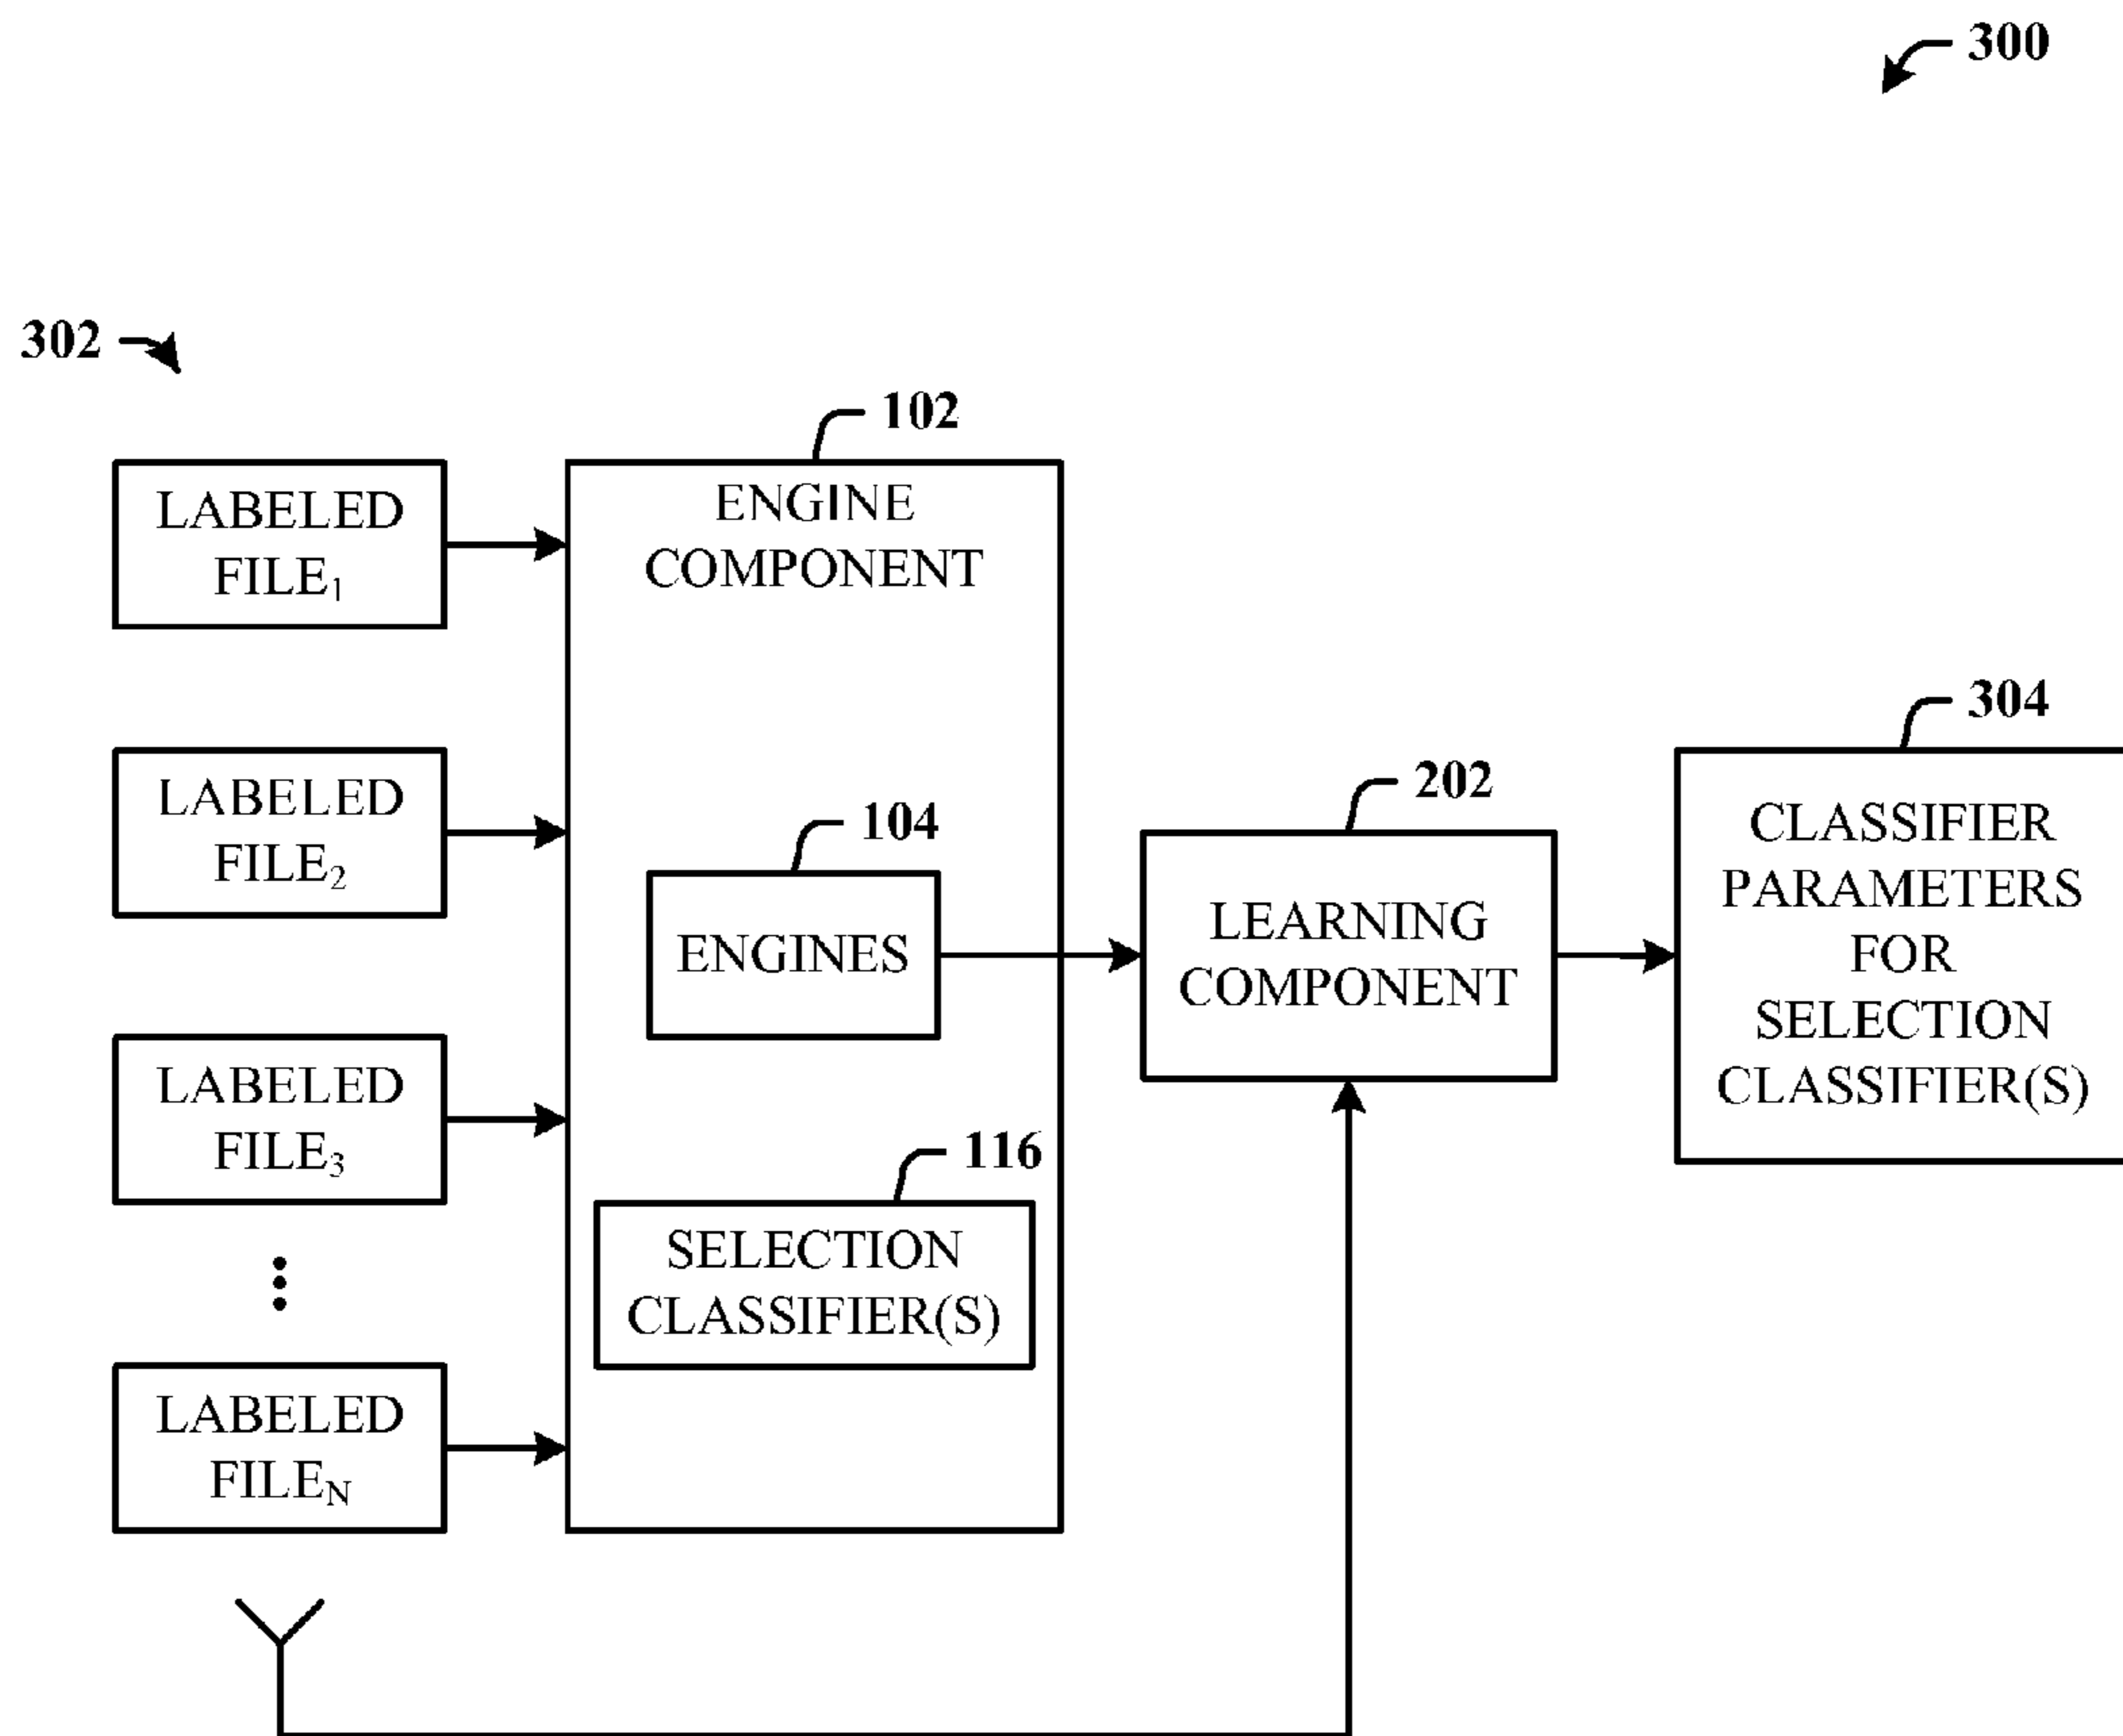 300
302
102
LABELED
FILE1
ENGINE
COMPONENT
304
202
LABELED
FILE2
104
ENGINES
LEARNING
COMPONENT
CLASSIFIER
PARAMETERS
FOR
SELECTION
CLASSIFIER(S)
LABELED
FILE3
116
SELECTION
CLASSIFIER(S)
LABELED
FILEN